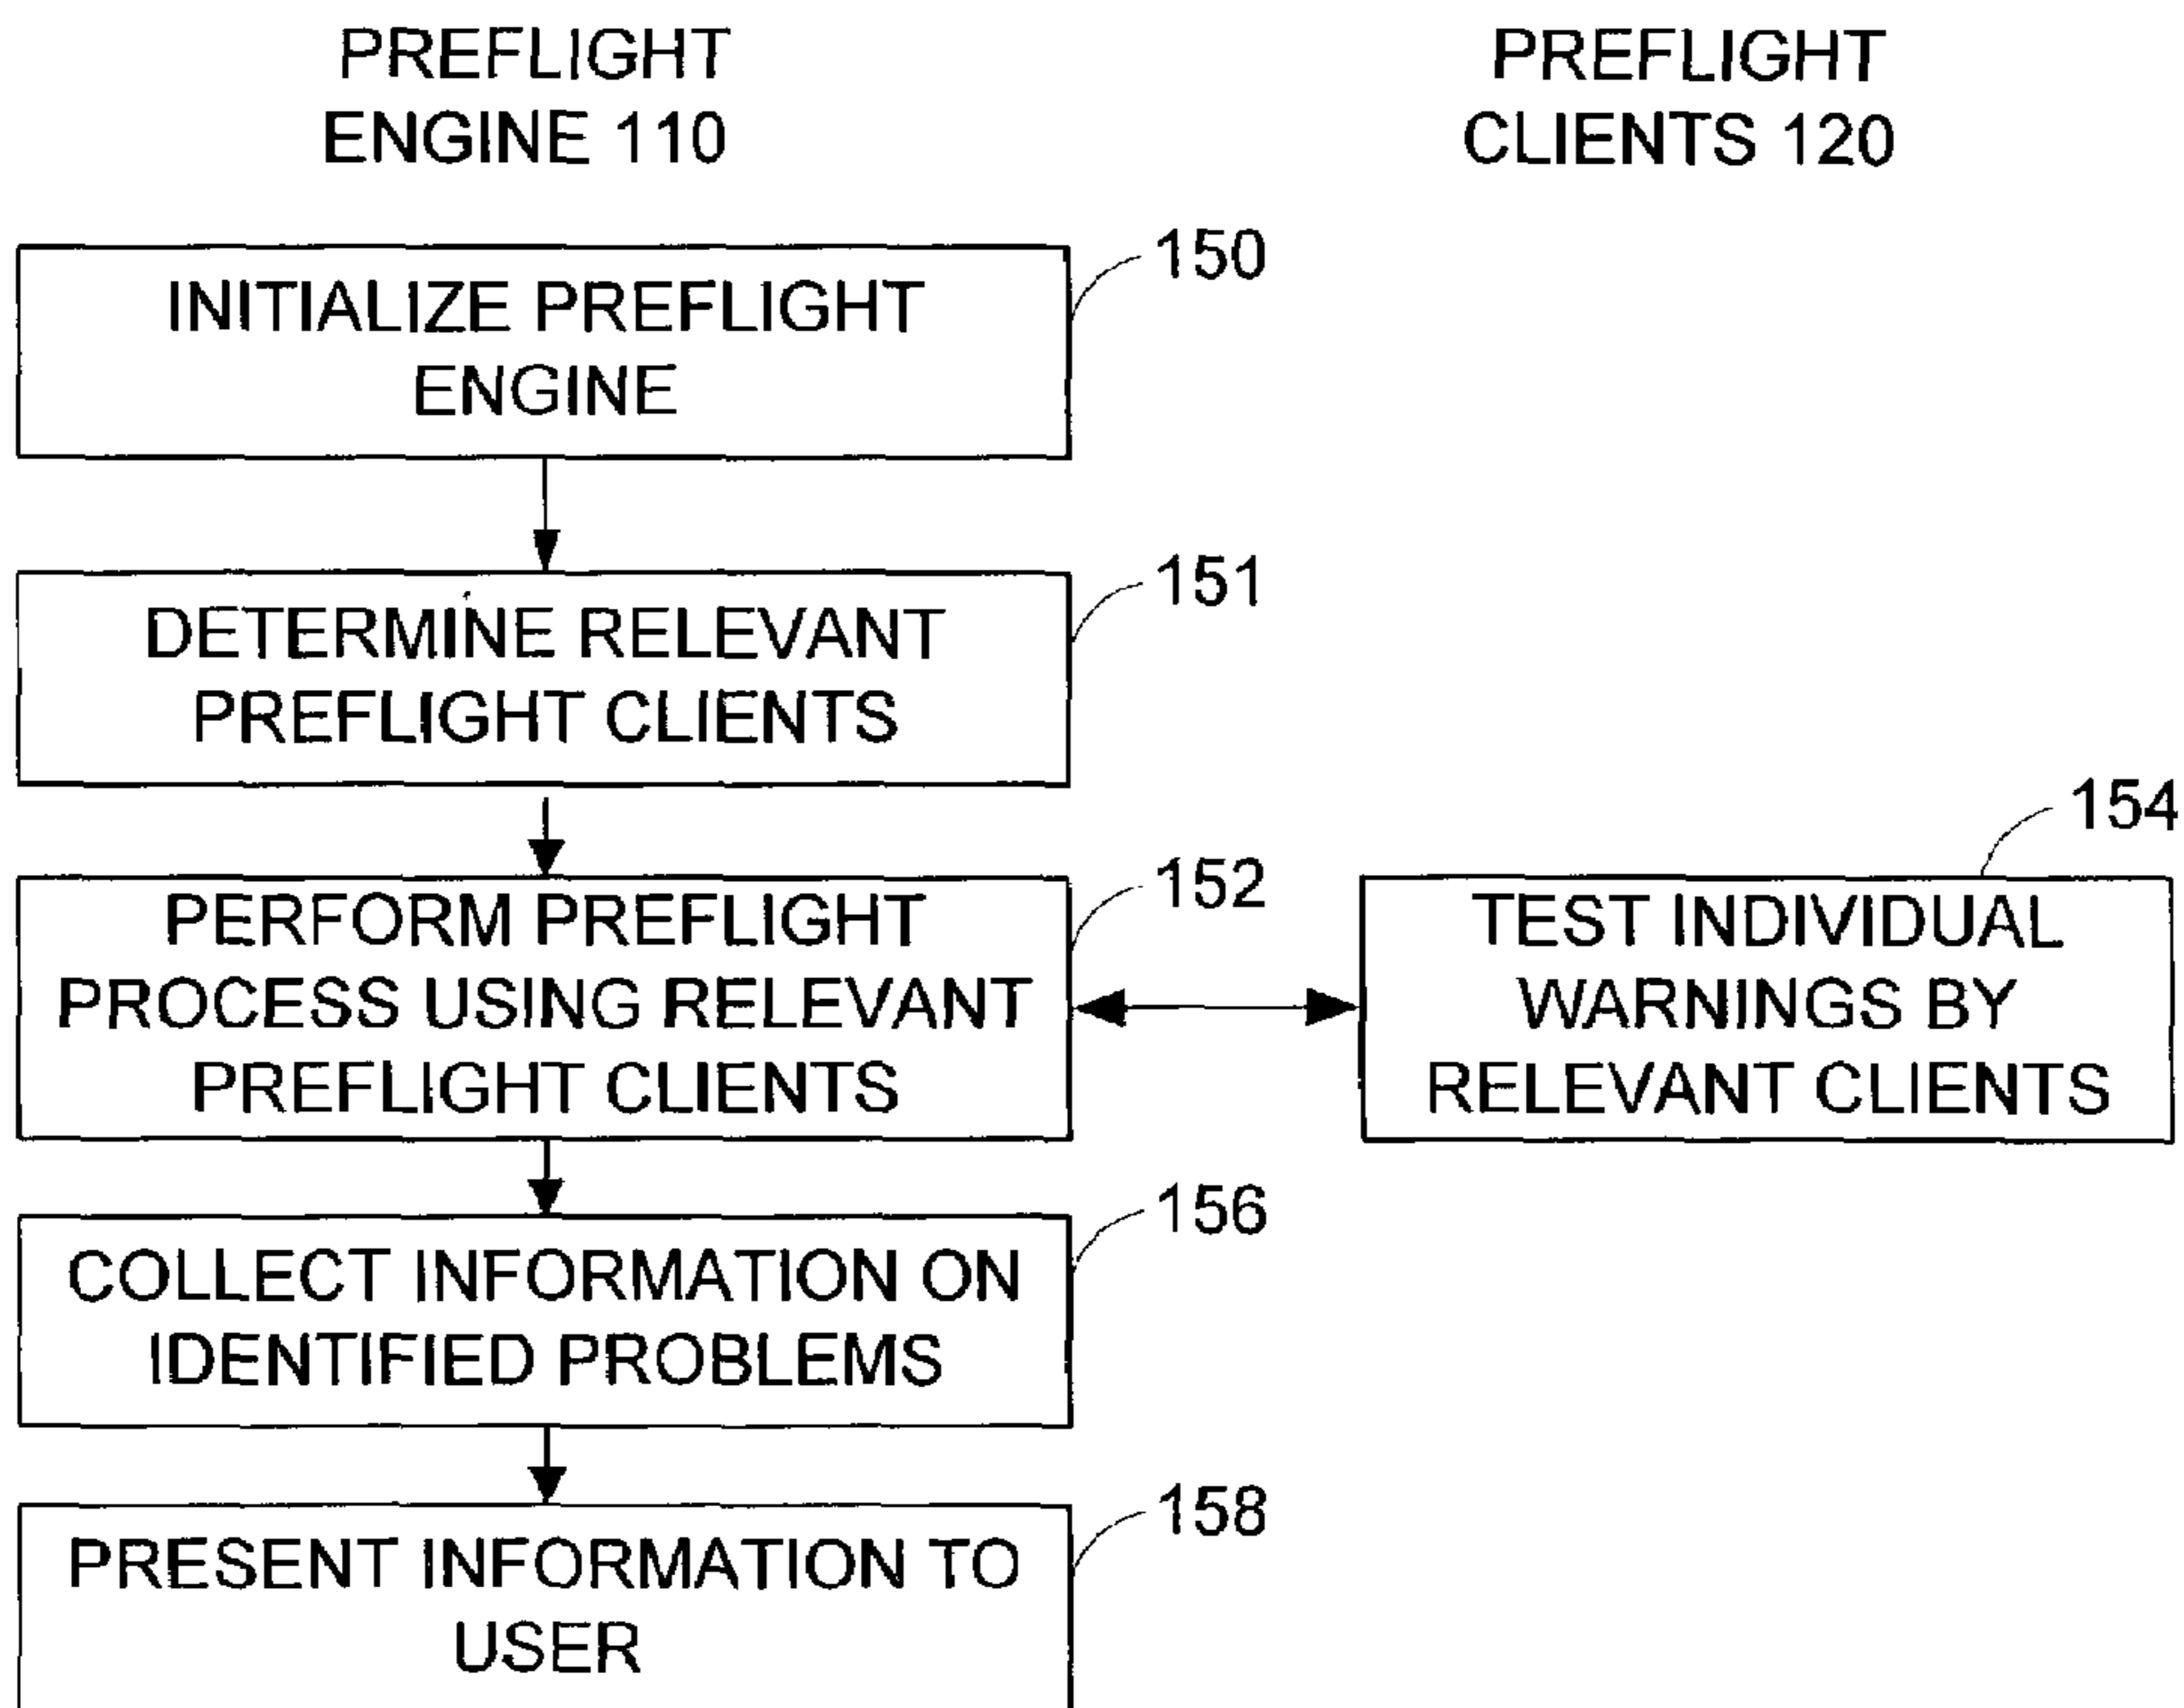 PREFLIGHT
ENGINE 110
PREFLIGHT
CLIENTS 120
150
INITIALIZE PREFLIGHT
ENGINE
151
DETERMINE RELEVANT
PREFLIGHT CLIENTS
152
PERFORM PREFLIGHT
PROCESS USING RELEVANT
PREFLIGHT CLIENTS
154
TEST INDIVIDUAL
WARNINGS BY
RELEVANT CLIENTS
156
COLLECT INFORMATION ON
IDENTIFIED PROBLEMS
158
PRESENT INFORMATION TO
USER